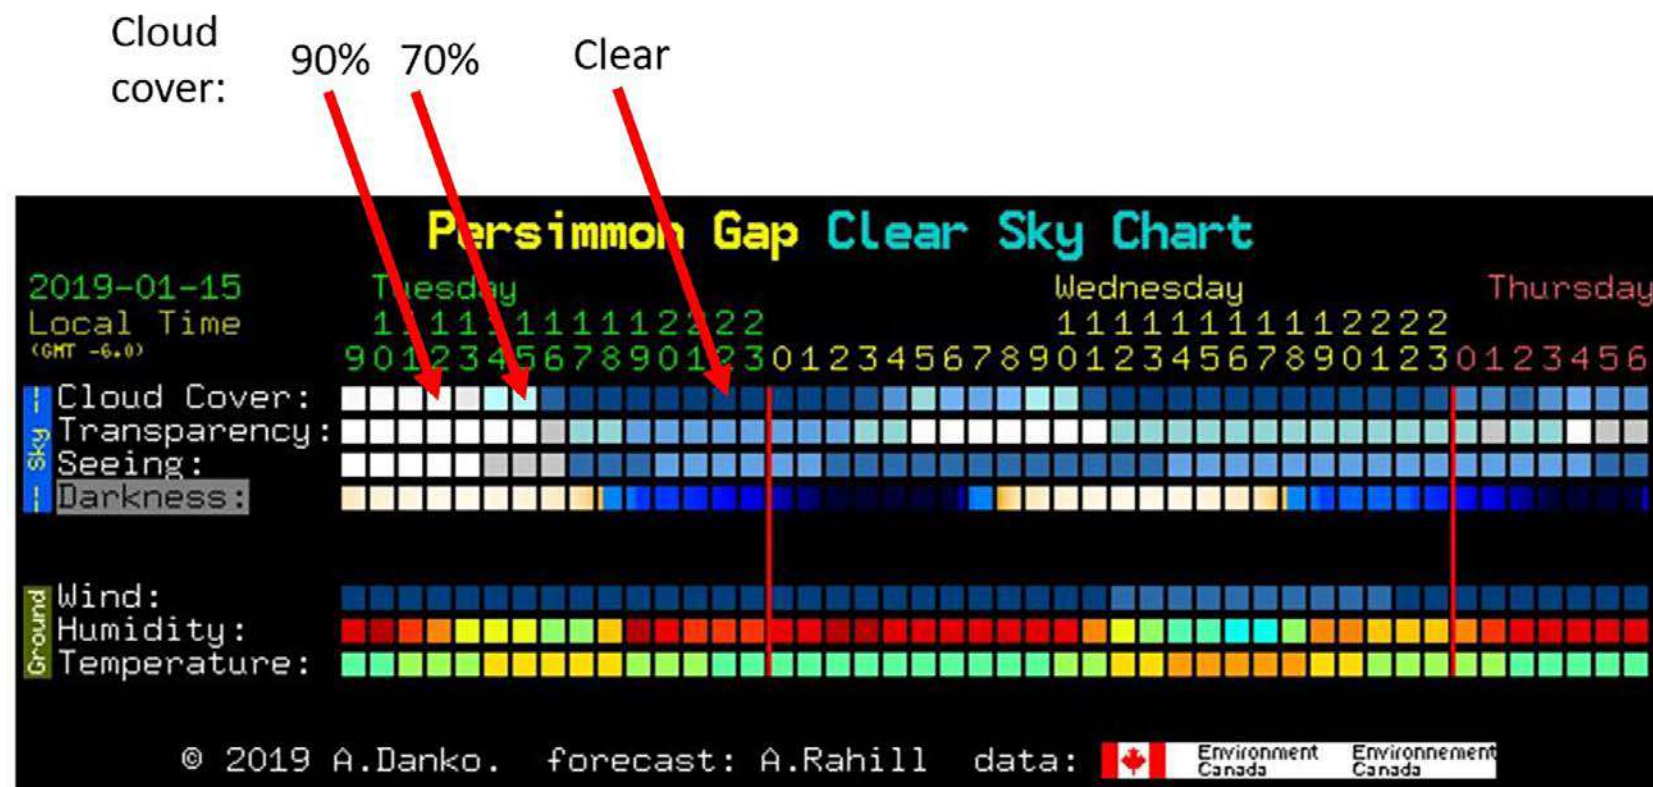 Cloud
cover:
90% 70% Clear
Persimmon Gap Clear Sky Chart
2019-01-15 Tuesday Wednesday Thursday
Local Time 11111111112222 11111111112222
(GMT -6.0) 9012345678901230123456789012345678901230123456
Sky
Cloud Cover:
Transparency:
Seeing:
Darkness:
Ground
Wind:
Humidity:
Temperature:
© 2019 A.Danko. forecast: A.Rahill data: Environment Canada Environnement Canada